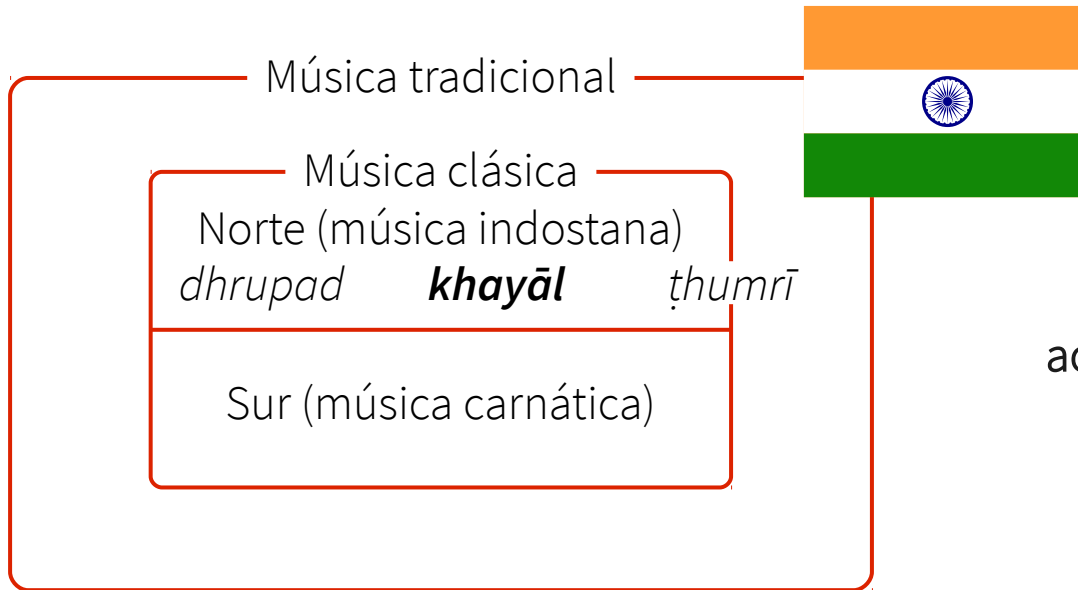 Música tradicional
Música clásica
Norte (música indostana)
dhrupad khayāl ṭhumrī
Sur (música carnática)